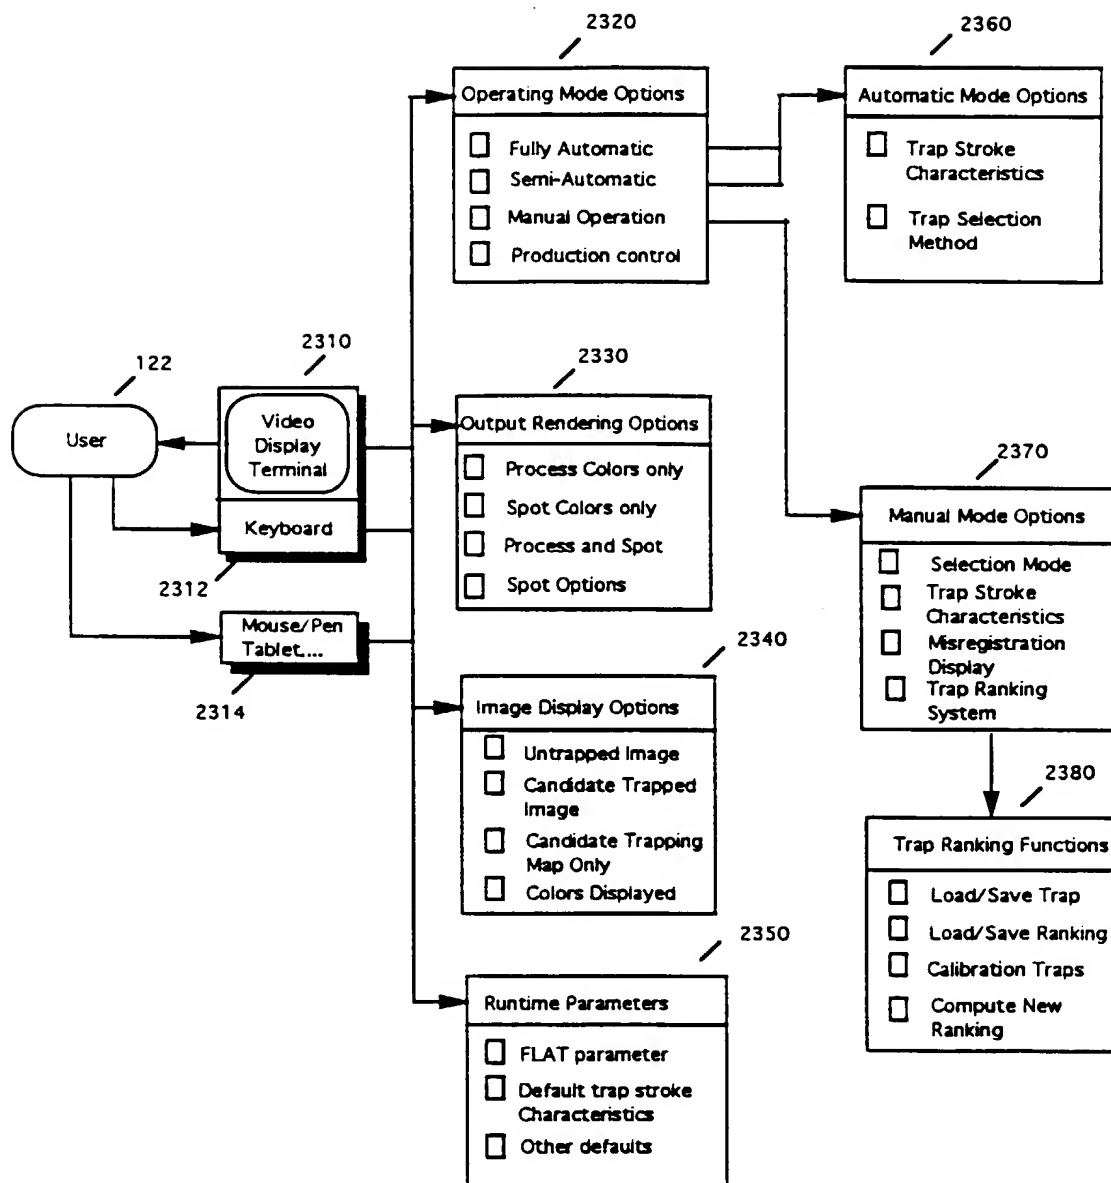 2320
2360
Operating Mode Options
Fully Automatic
Semi-Automatic
Manual Operation
Production control
Automatic Mode Options
Trap Stroke
Characteristics
Trap Selection
Method
122
2310
User
Video
Display
Terminal
Keyboard
2312
Mouse/Pen
Tablet....
2314
2330
Output Rendering Options
Process Colors only
Spot Colors only
Process and Spot
Spot Options
2370
Manual Mode Options
Selection Mode
Trap Stroke
Characteristics
Misregistration
Display
Trap Ranking
System
2340
Image Display Options
Untrapped Image
Candidate Trapped
Image
Candidate Trapping
Map Only
Colors Displayed
2380
Trap Ranking Functions
Load/Save Trap
Load/Save Ranking
Calibration Traps
Compute New
Ranking
2350
Runtime Parameters
FLAT parameter
Default trap stroke
Characteristics
Other defaults